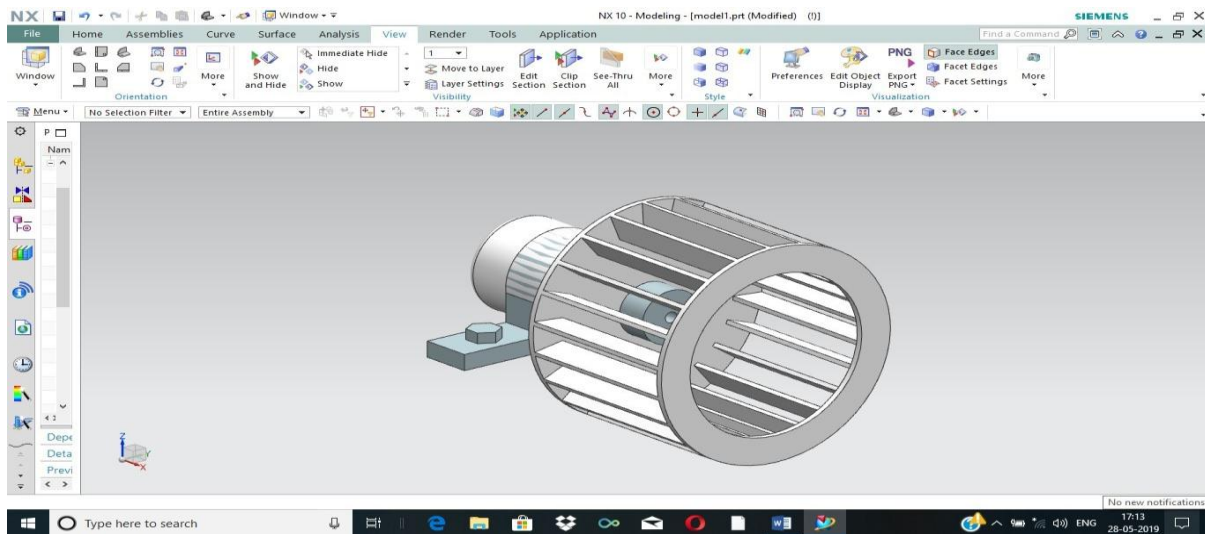 NX Window NX 10 - Modeling - [model1.prt (Modified) (!)] SIEMENS
File Home Assemblies Curve Surface Analysis View Render Tools Application Find a Command
Window
Orientation
More
Show and Hide
Immediate Hide
Hide
Show
1
Move to Layer
Layer Settings
Visibility
Edit Section
Clip Section
See-Thru All
More
Style
Preferences
Edit Object Display
PNG
Export PNG
Face Edges
Facet Edges
Facet Settings
Visualization
More
Menu No Selection Filter Entire Assembly
P
Nam
Depe
Deta
Previ
Z
Y
X
No new notifications
Type here to search
ENG
17:13
28-05-2019